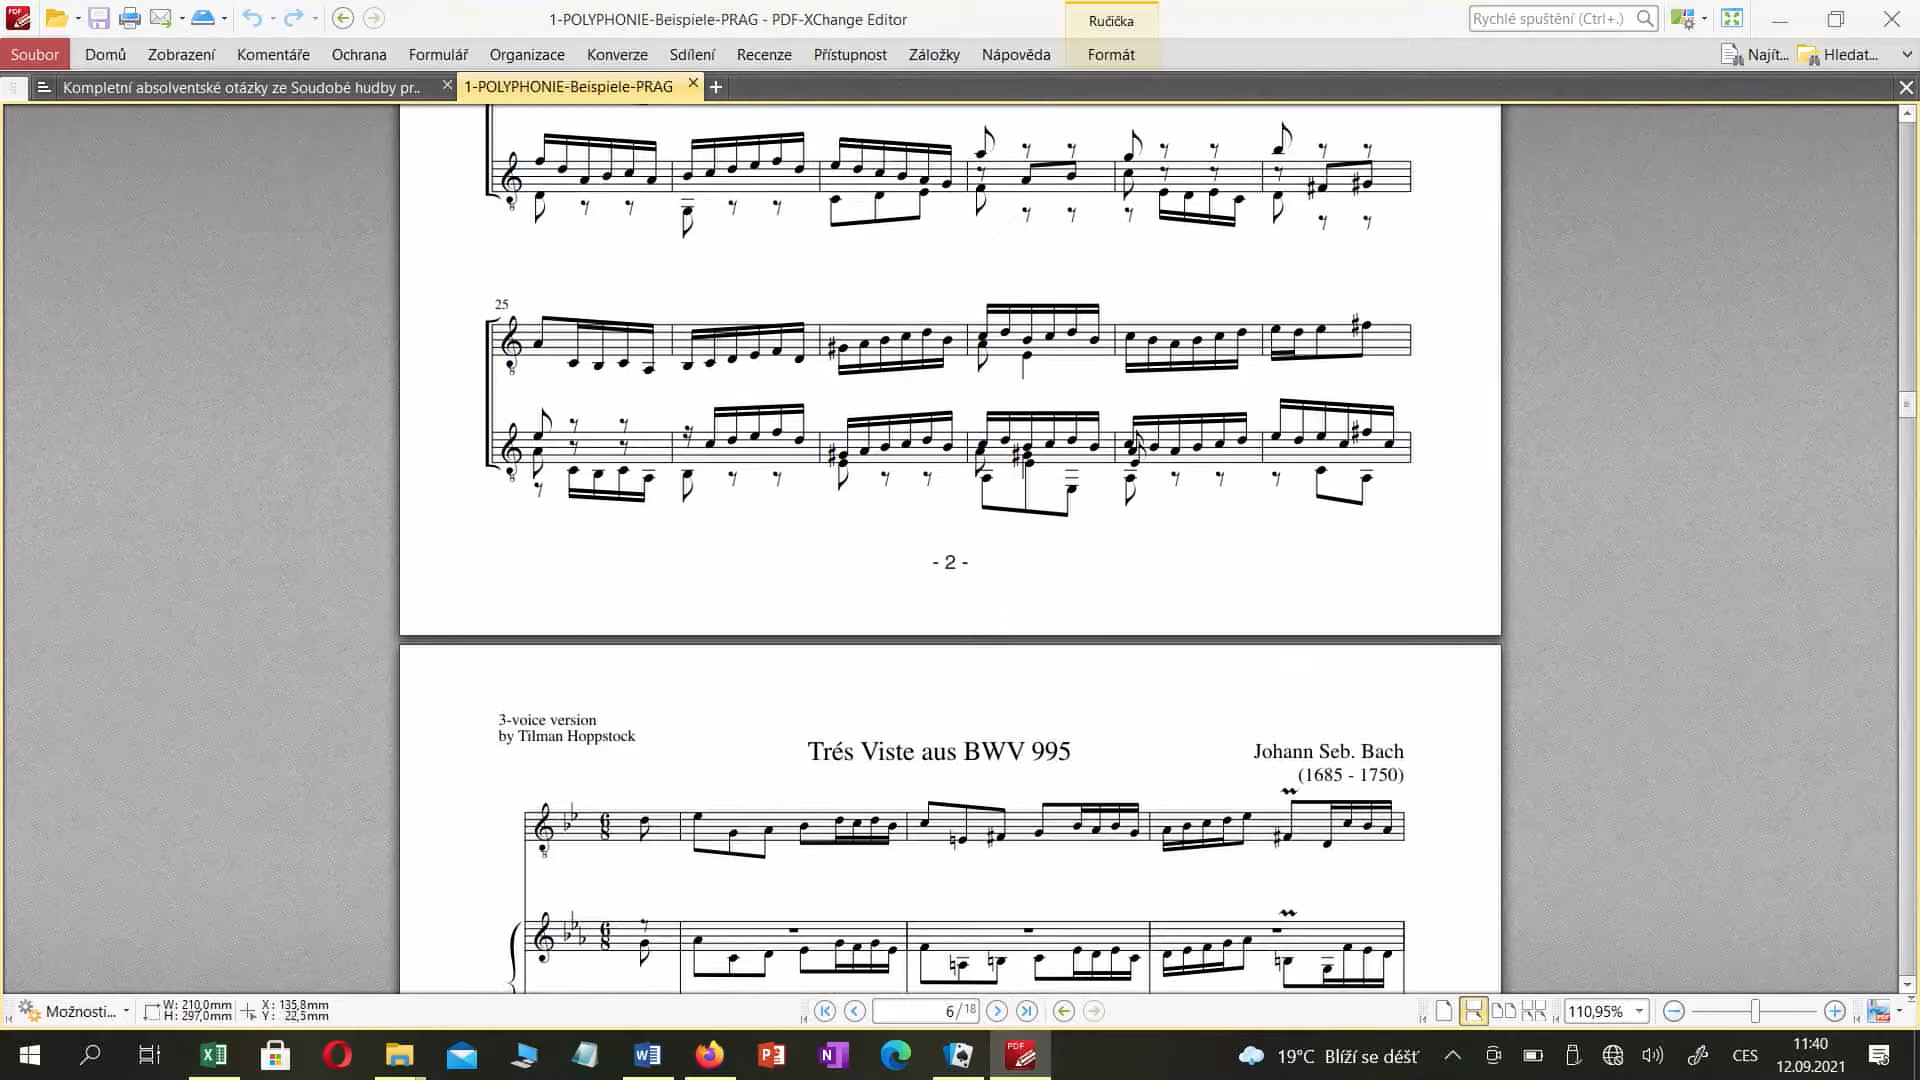 1-POLYPHONIE-Beispiele-PRAG - PDF-XChange Editor
Ručička
Rychlé spuštění (Ctrl+.)
Soubor Domů Zobrazení Komentáře Ochrana Formulář Organizace Konverze Sdílení Recenze Přístupnost Záložky Nápověda Formát Najít... Hledat...
Kompletní absolventské otázky ze Soudobé hudby pr.. 1-POLYPHONIE-Beispiele-PRAG
25
- 2 -
3-voice version
by Tilman Hoppstock
Trés Viste aus BWV 995
Johann Seb. Bach
(1685 - 1750)
Možnosti...
W: 210,0mm
H: 297,0mm
X: 135,8mm
Y: 22,5mm
6 / 18
110,95%
19°C Blíží se déšť
CES
11:40
12.09.2021